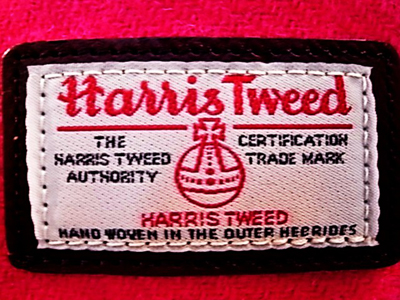 Harris Tweed
THE CERTIFICATION
HARRIS TWEED TRADE MARK
AUTHORITY
HARRIS TWEED
HAND WOVEN IN THE OUTER HEBRIDES